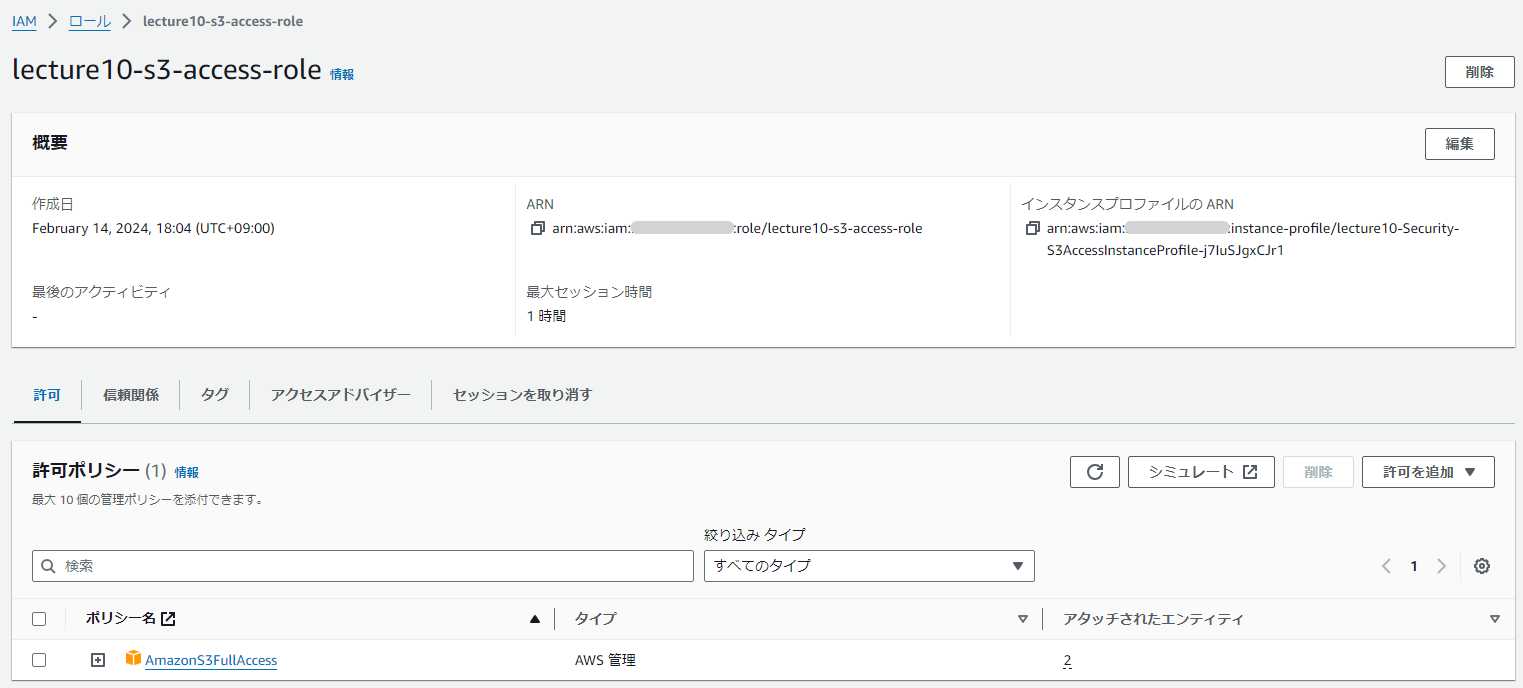 IAM > ロール > lecture10-s3-access-role
lecture10-s3-access-role 情報
削除
概要
編集
作成日
February 14, 2024, 18:04 (UTC+09:00)
ARN
arn:aws:iam: :role/lecture10-s3-access-role
インスタンスプロファイルの ARN
arn:aws:iam: :instance-profile/lecture10-Security-
S3AccessInstanceProfile-j7IuSJgxCJr1
最後のアクティビティ
-
最大セッション時間
1 時間
許可
信頼関係
タグ
アクセスアドバイザー
セッションを取り消す
許可ポリシー (1) 情報
最大 10 個の管理ポリシーを添付できます。
シミュレート
削除
許可を追加
絞り込み タイプ
検索
すべてのタイプ
1
ポリシー名
タイプ
アタッチされたエンティティ
AmazonS3FullAccess
AWS 管理
2